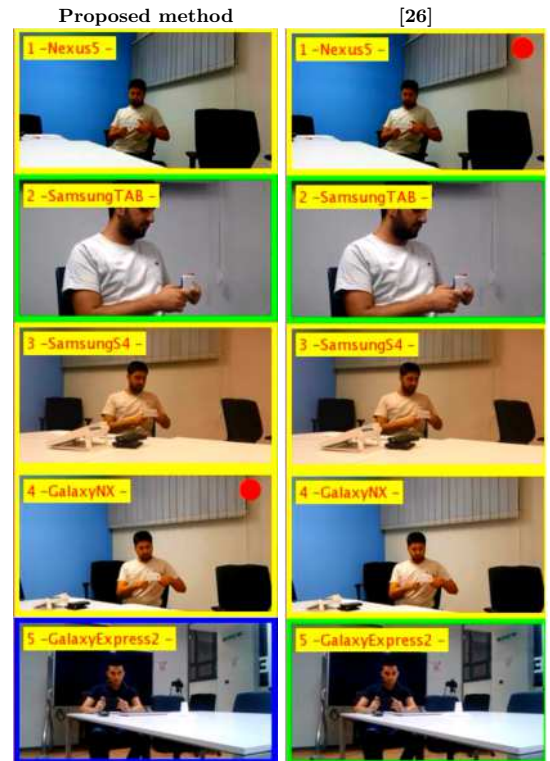 Proposed method [26]
1 -Nexus5 - 1 -Nexus5 -
2 -SamsungTAB - 2 -SamsungTAB -
3 -SamsungS4 - 3 -SamsungS4 -
4 -GalaxyNX - 4 -GalaxyNX -
5 -GalaxyExpress2 - 5 -GalaxyExpress2 -